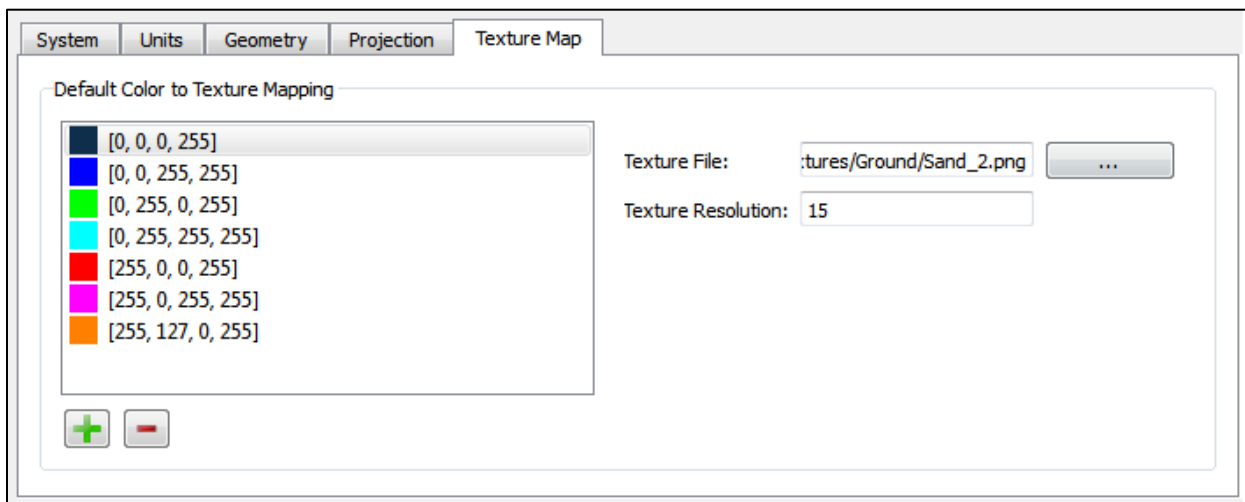 System Units Geometry Projection Texture Map
Default Color to Texture Mapping
[0, 0, 0, 255]
[0, 0, 255, 255]
[0, 255, 0, 255]
[0, 255, 255, 255]
[255, 0, 0, 255]
[255, 0, 255, 255]
[255, 127, 0, 255]
Texture File: :tures/Ground/Sand_2.png ...
Texture Resolution: 15